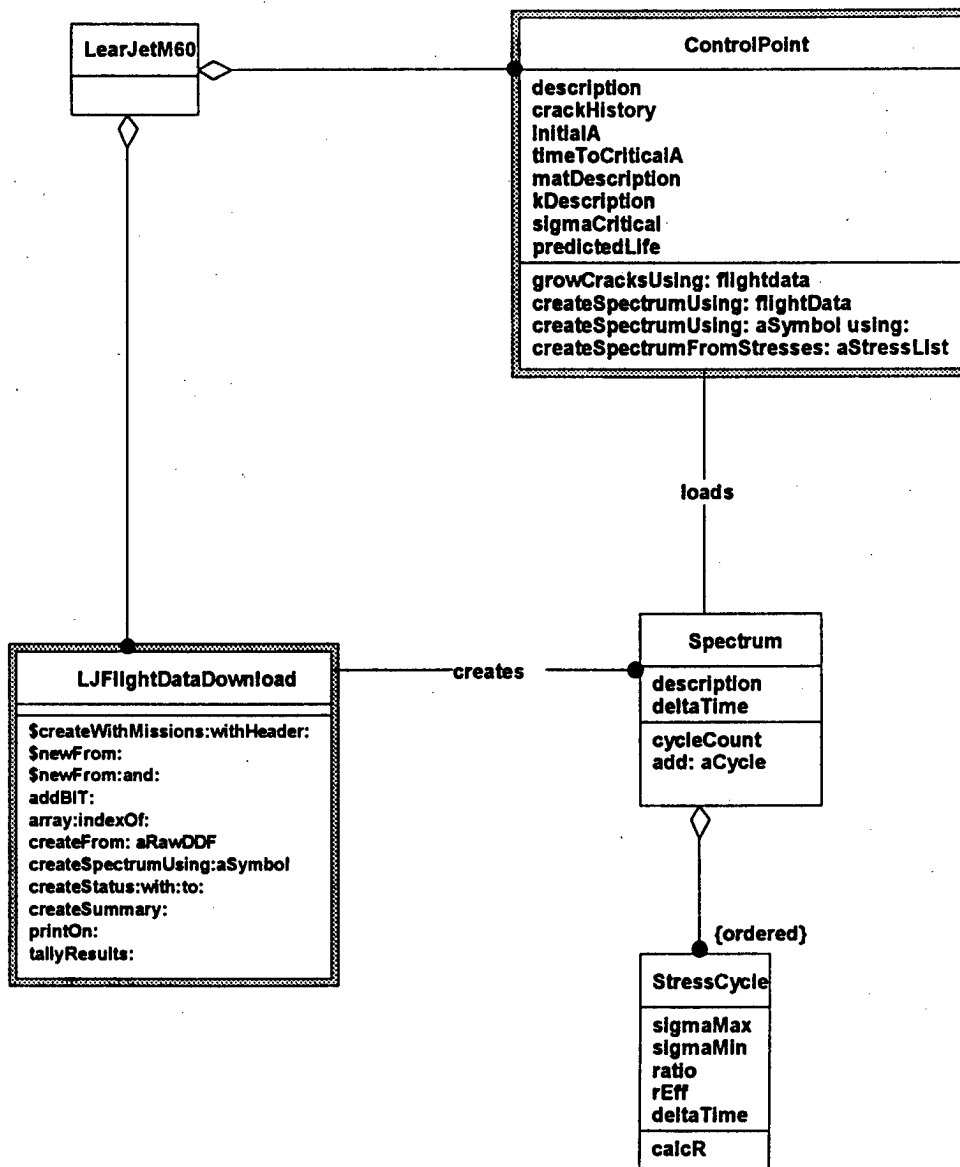 LearJetM60
ControlPoint
description
crackHistory
initialA
timeToCriticalA
matDescription
kDescription
sigmaCritical
predictedLife
growCracksUsing: flightdata
createSpectrumUsing: flightData
createSpectrumUsing: aSymbol using:
createSpectrumFromStresses: aStressList
loads
LJFlightDataDownload
$createWithMissions:withHeader:
$newFrom:
$newFrom:and:
addBIT:
array:indexOf:
createFrom: aRawDDF
createSpectrumUsing:aSymbol
createStatus:with:to:
createSummary:
printOn:
tallyResults:
creates
Spectrum
description
deltaTime
cycleCount
add: aCycle
{ordered}
StressCycle
sigmaMax
sigmaMin
ratio
rEff
deltaTime
calcR